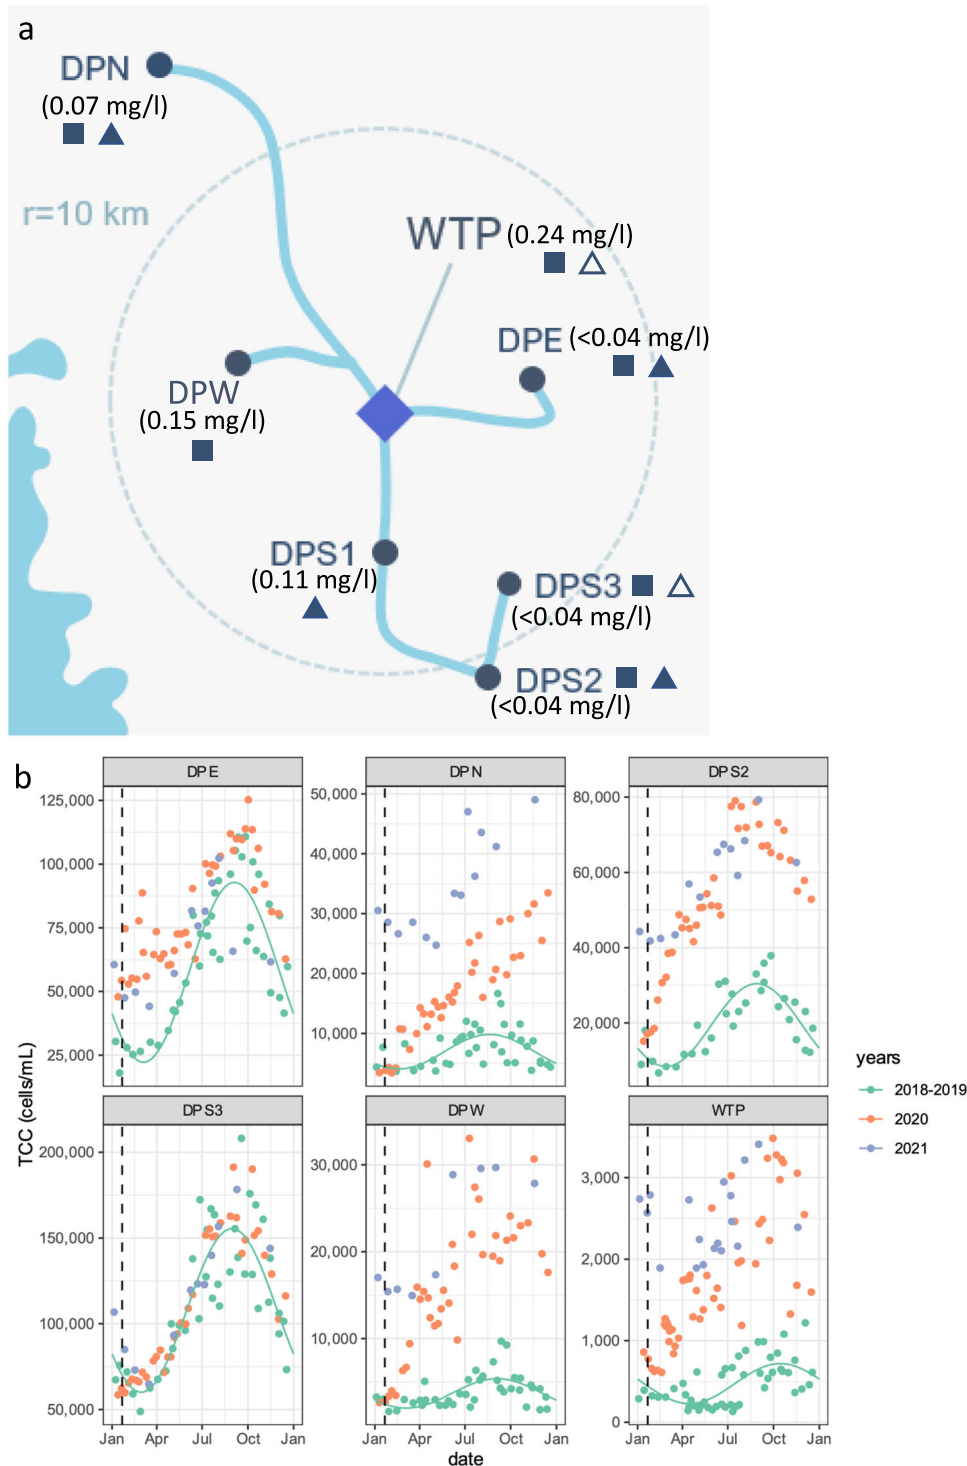 a
DPN
(0.07 mg/l)
r=10 km
WTP (0.24 mg/l)
DPE (<0.04 mg/l)
DPW
(0.15 mg/l)
DPS1
(0.11 mg/l)
DPS3
(<0.04 mg/l)
DPS2
(<0.04 mg/l)
b
TCC (cells/mL)
DPE
125,000
100,000
75,000
50,000
25,000
DPN
50,000
40,000
30,000
20,000
10,000
DPS2
80,000
60,000
40,000
20,000
DPS3
200,000
150,000
100,000
50,000
Jan Apr Jul Oct Jan
DPW
30,000
20,000
10,000
Jan Apr Jul Oct Jan
WTP
3,000
2,000
1,000
0
Jan Apr Jul Oct Jan
date
years
2018-2019
2020
2021